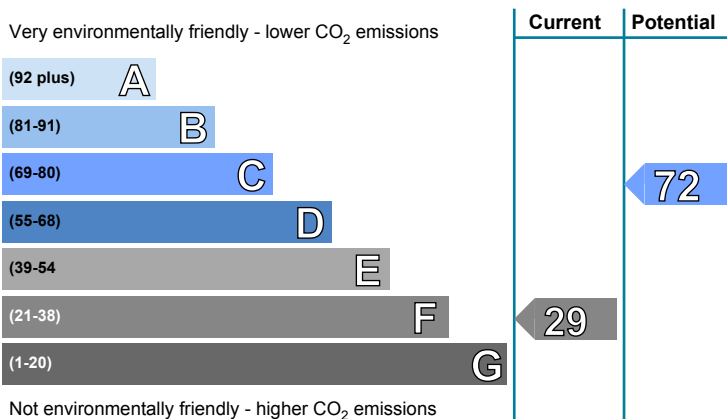 Very environmentally friendly - lower CO2 emissions
Current
Potential
(92 plus) A
(81-91) B
(69-80) C
72
(55-68) D
(39-54 E
(21-38) F
29
(1-20) G
Not environmentally friendly - higher CO2 emissions